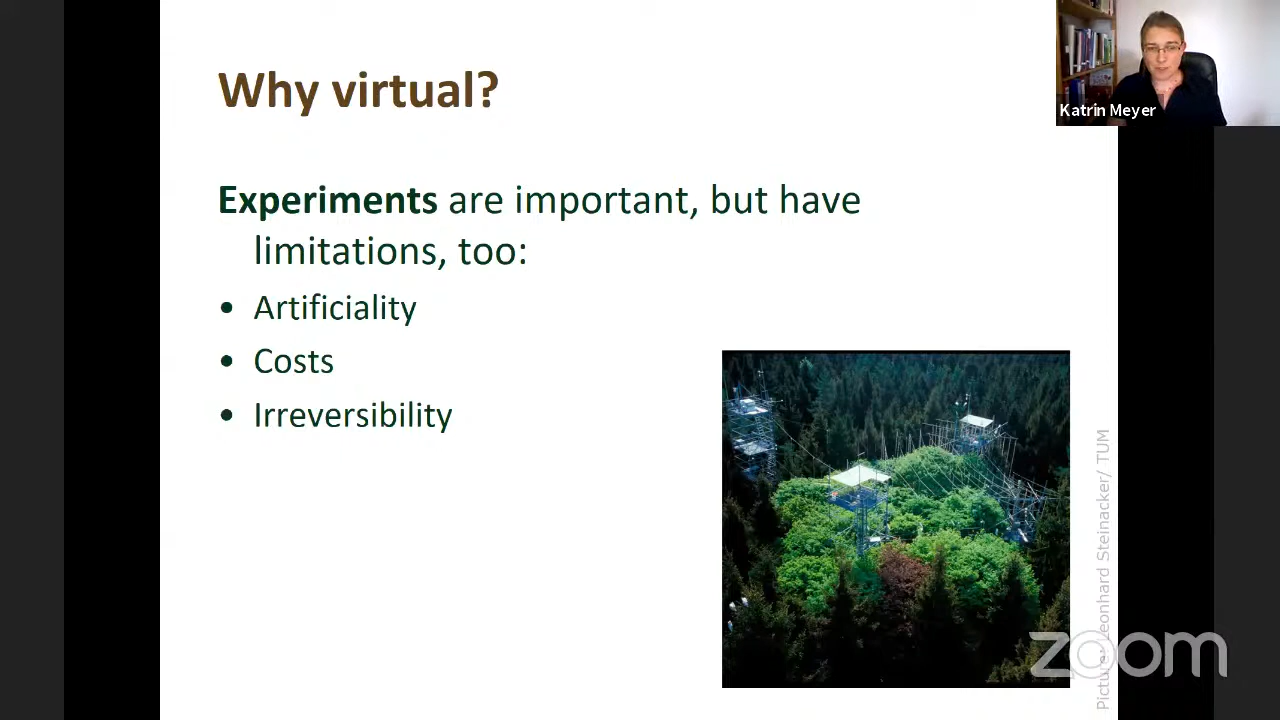 Why virtual?
Katrin Meyer
Experiments are important, but have
limitations, too:
• Artificiality
• Costs
• Irreversibility
Picture: Leonhard Steinacker/ TUM
zoom